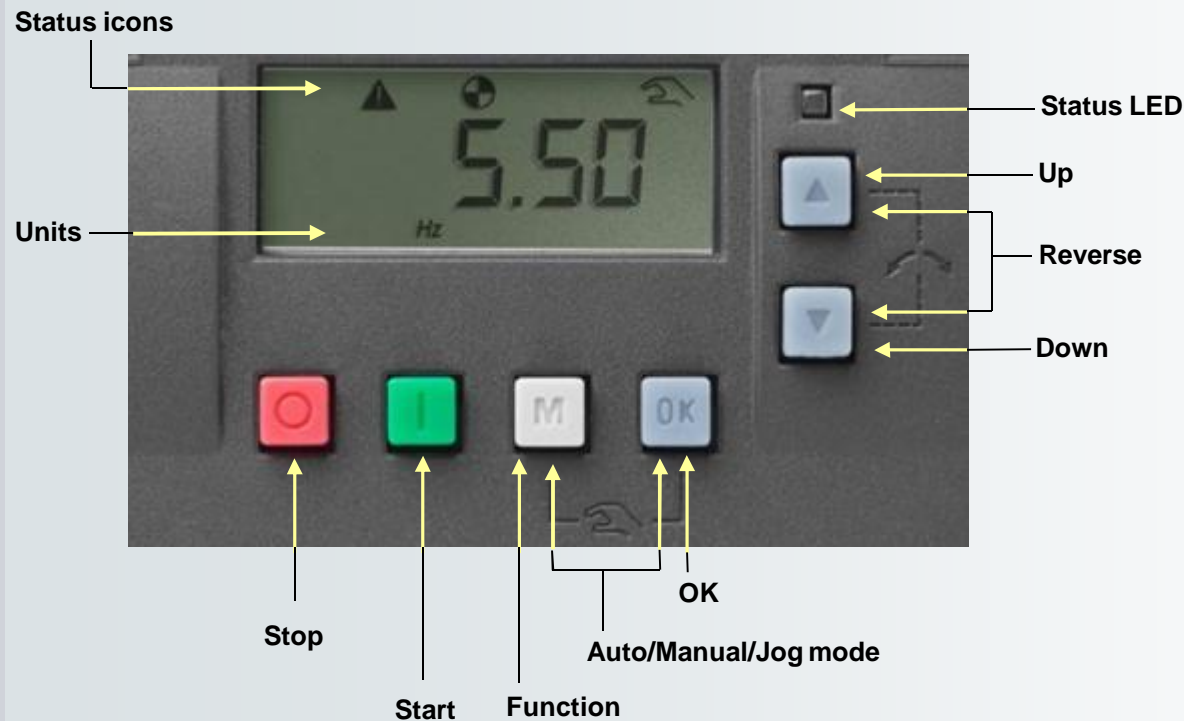 Status icons
5.50
Hz
Units
Status LED
Up
Reverse
Down
M
OK
OK
Auto/Manual/Jog mode
Stop
Start
Function